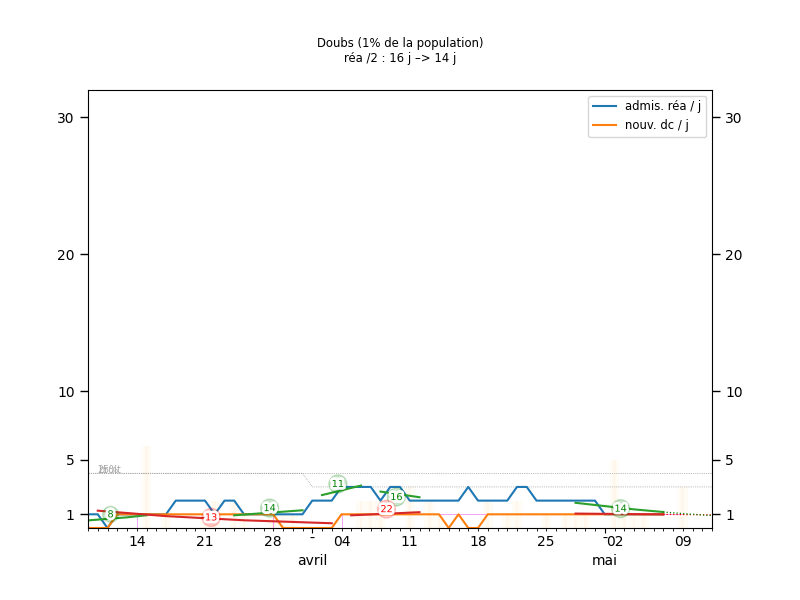 Doubs (1% de la population)
réa /2 : 16 j –> 14 j
admis. réa / j
nouv. dc / j
30 30
20 20
10 10
5 5
1 1
11
16
8 13 14 22 14
14 21 28 - 04 11 18 25 - 02 09
avril mai